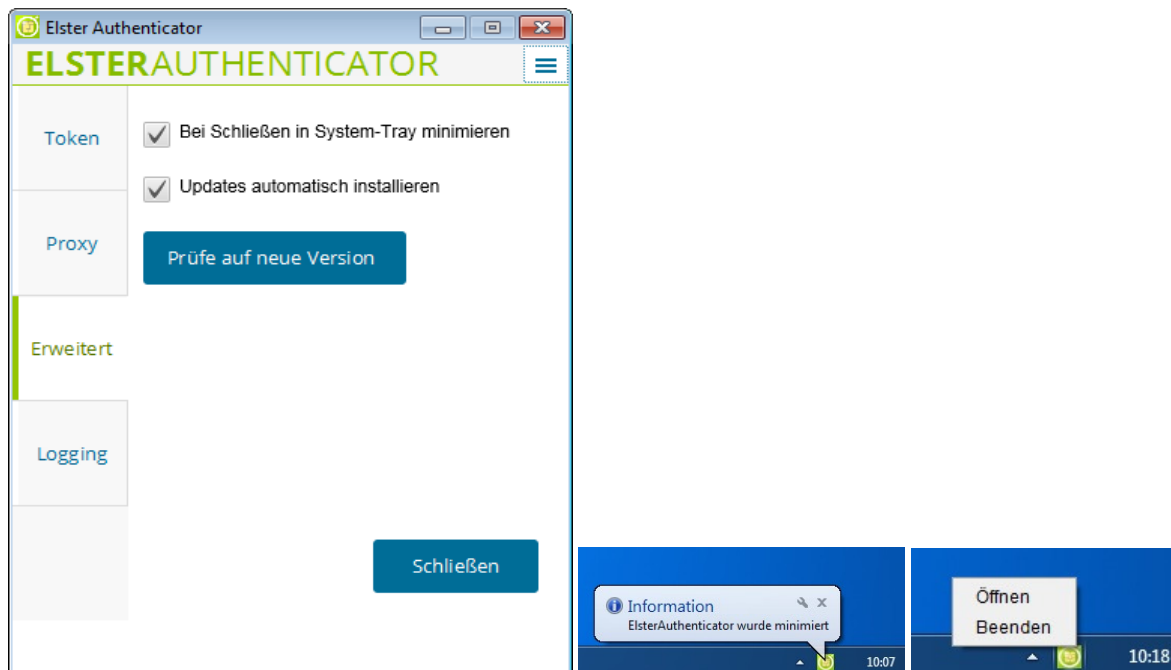 Elster Authenticator
ELSTERAUTHENTICATOR
Token
Bei Schließen in System-Tray minimieren
Updates automatisch installieren
Proxy
Prüfe auf neue Version
Erweitert
Logging
Schließen
Information
ElsterAuthenticator wurde minimiert
10:07
Öffnen
Beenden
10:18